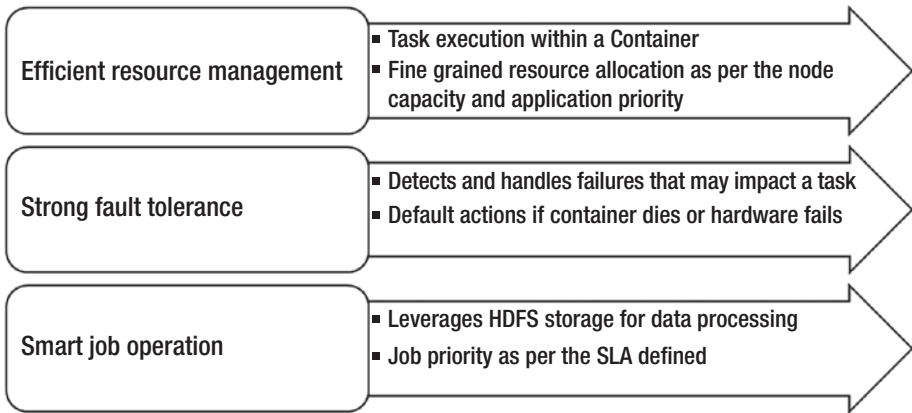 Efficient resource management
▪ Task execution within a Container
▪ Fine grained resource allocation as per the node
capacity and application priority
Strong fault tolerance
▪ Detects and handles failures that may impact a task
▪ Default actions if container dies or hardware fails
Smart job operation
▪ Leverages HDFS storage for data processing
▪ Job priority as per the SLA defined